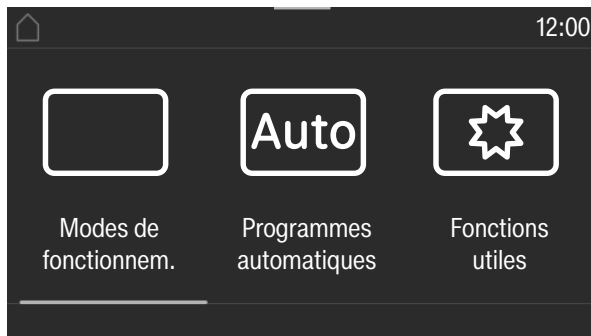 12:00
Auto
Modes de
fonctionnem.
Programmes
automatiques
Fonctions
utiles